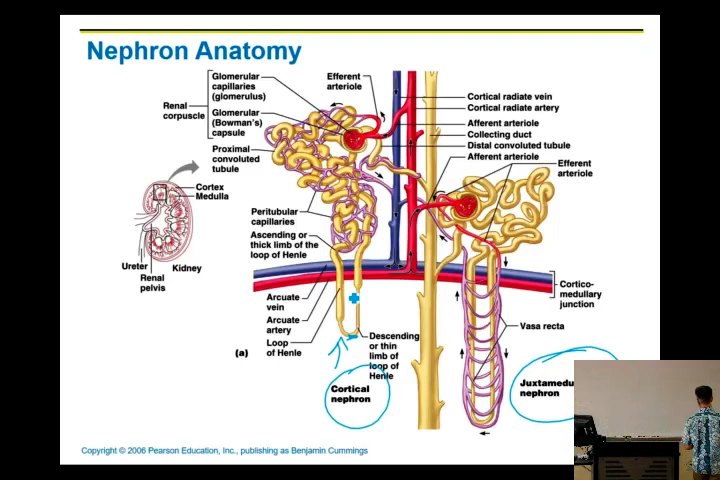 Nephron Anatomy
Glomerular
capillaries
(glomerulus)
Renal
corpuscle
Glomerular
(Bowman's)
capsule
Proximal
convoluted
tubule
Efferent
arteriole
Cortical radiate vein
Cortical radiate artery
Afferent arteriole
Collecting duct
Distal convoluted tubule
Afferent arteriole
Efferent
arteriole
Cortex
Medulla
Ureter
Kidney
Renal
pelvis
Peritubular
capillaries
Ascending or
thick limb of the
loop of Henle
Arcuate
vein
Arcuate
artery
Loop
of Henle
(a)
Descending
or thin
limb of
loop of
Henle
Cortico-
medullary
junction
Vasa recta
Cortical
nephron
nephron
Copyright © 2006 Pearson Education, Inc., publishing as Benjamin Cummings